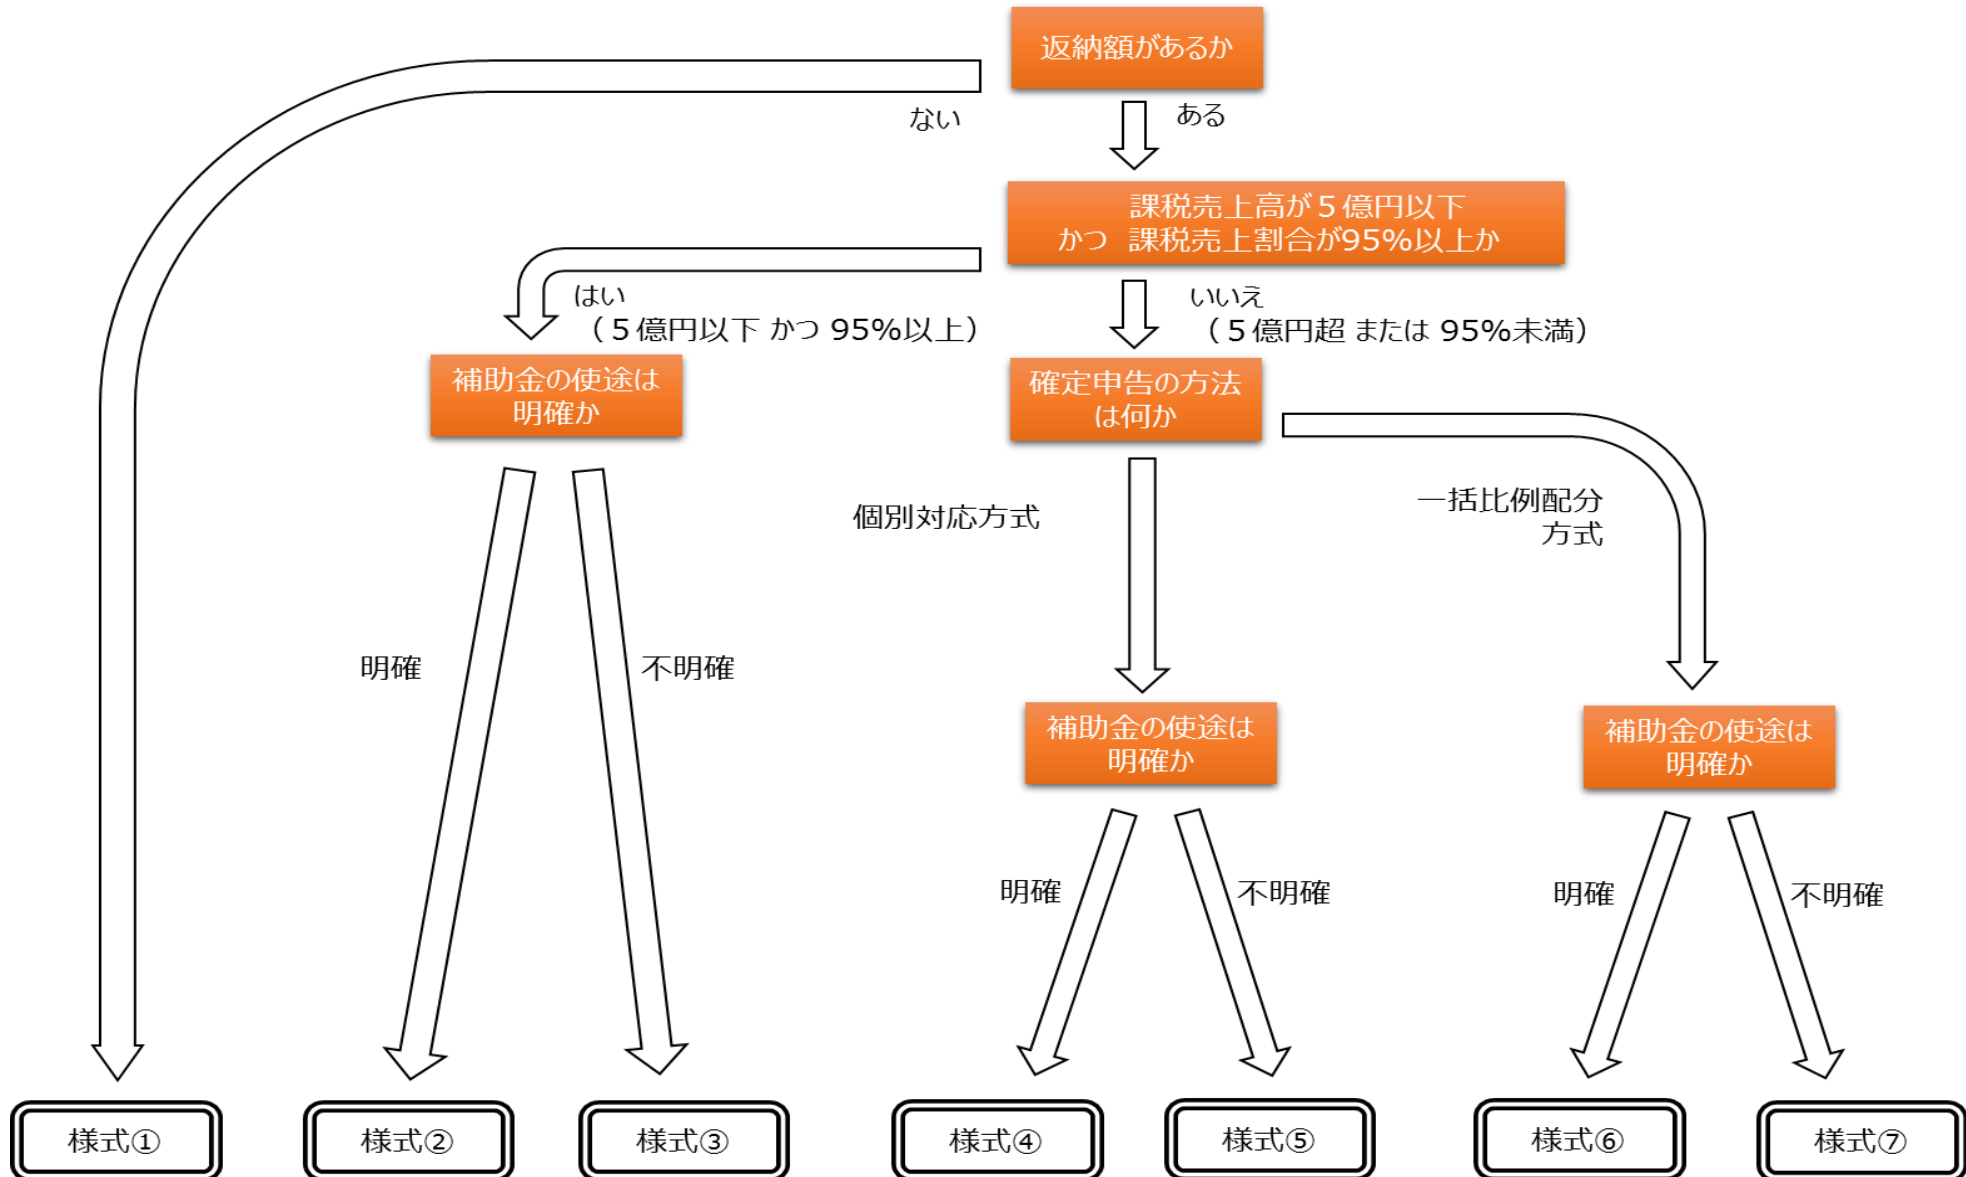 返納額があるか
ない
ある
課税売上高が５億円以下
かつ 課税売上割合が95%以上か
はい
（５億円以下 かつ 95%以上）
いいえ
（５億円超 または 95%未満）
補助金の使途は
明確か
確定申告の方法
は何か
個別対応方式
一括比例配分
方式
明確
不明確
補助金の使途は
明確か
補助金の使途は
明確か
明確
不明確
明確
不明確
様式①
様式②
様式③
様式④
様式⑤
様式⑥
様式⑦